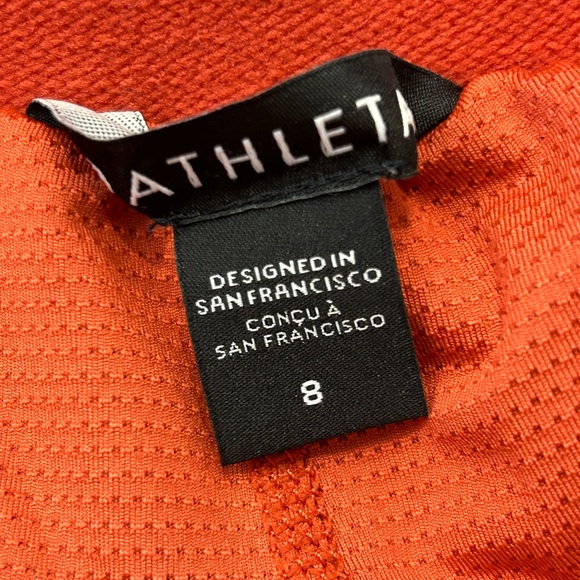 ATHLETA
DESIGNED IN
SAN FRANCISCO
CONÇU À
SAN FRANCISCO
8